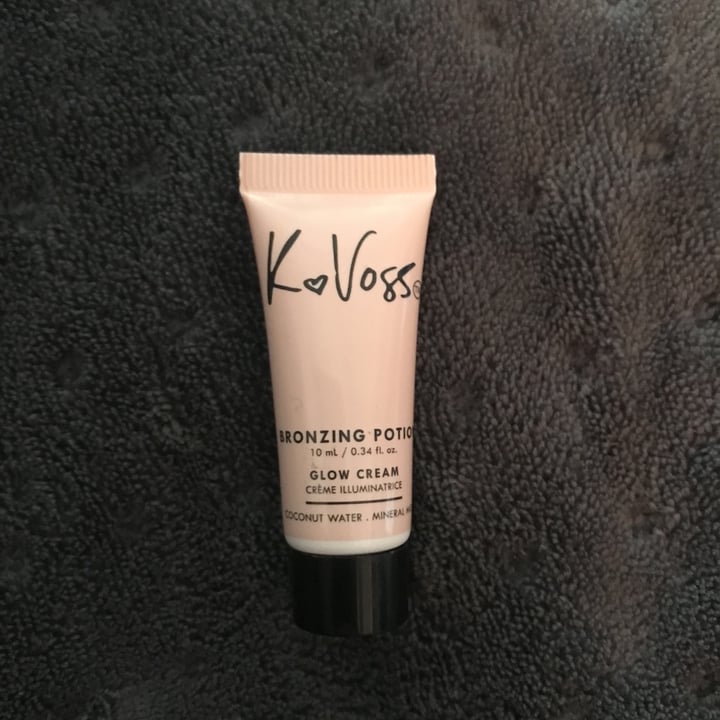 K♡Voss
BRONZING POTIO
10 mL / 0.34 fl. oz.
GLOW CREAM
CRÈME ILLUMINATRICE
COCONUT WATER . MINERAL